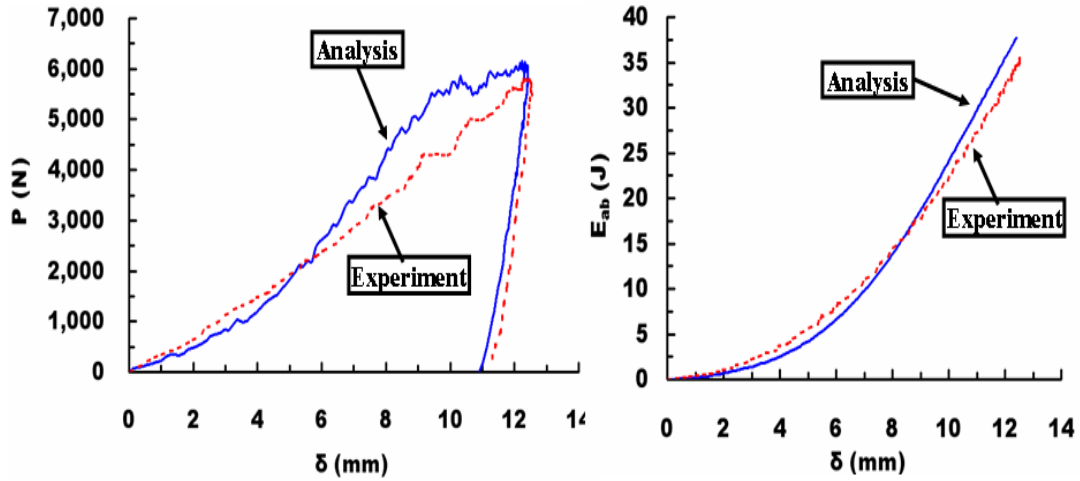 7,000
6,000
5,000
4,000
3,000
2,000
1,000
0
P (N)
Analysis
Experiment
0 2 4 6 8 10 12 14
δ (mm)
40
35
30
25
20
15
10
5
0
E_ab (J)
Analysis
Experiment
0 2 4 6 8 10 12 14
δ (mm)